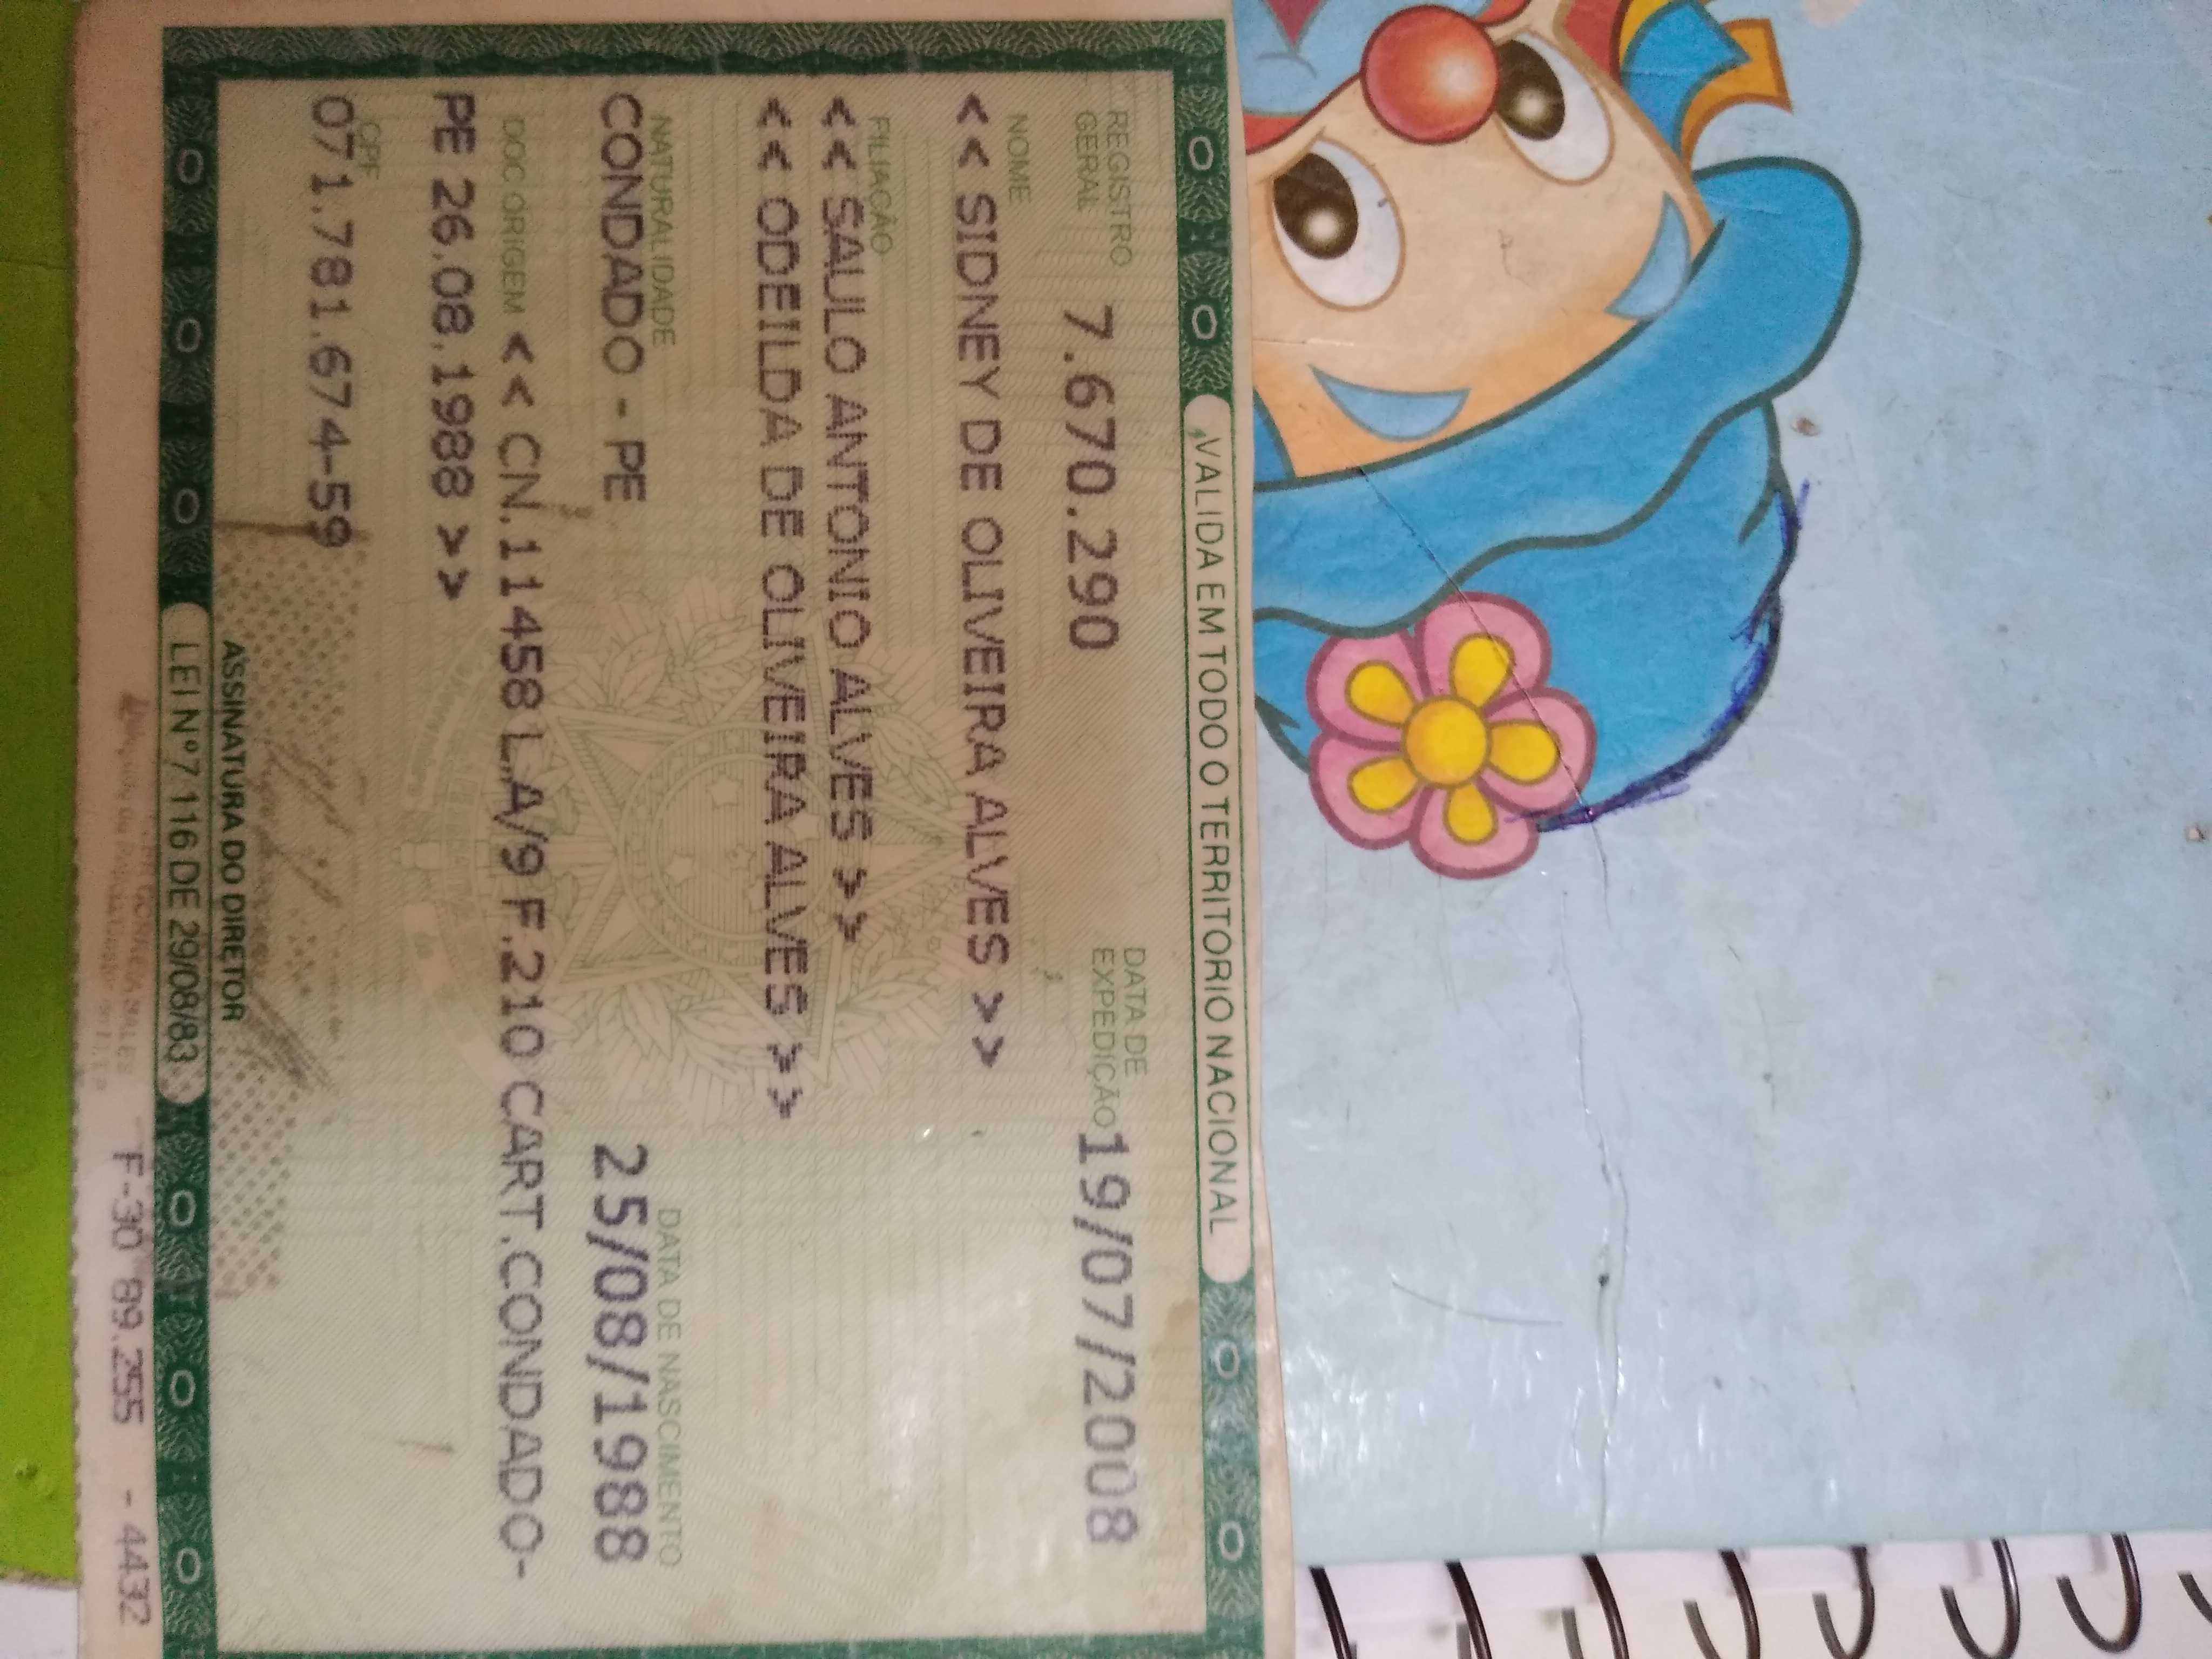 VALIDA EM TODO O TERRITORIO NACIONAL
REGISTRO GERAL 7.670.290 DATA DE EXPEDIÇÃO 19/07/2008
NOME
<< SIDNEY DE OLIVEIRA ALVES >>
FILIAÇÃO
<< SAULO ANTONIO ALVES >>
<< ODEILDA DE OLIVEIRA ALVES >>
NATURALIDADE DATA DE NASCIMENTO
CONDADO - PE 25/08/1988
DOC ORIGEM << CN.11458 L.A/9 F.210 CART.CONDADO-
PE 26.08.1988 >>
CPF
071.781.674-59
ASSINATURA DO DIRETOR
LEI Nº 7 116 DE 29/08/83
F-30 89.255 - 4432